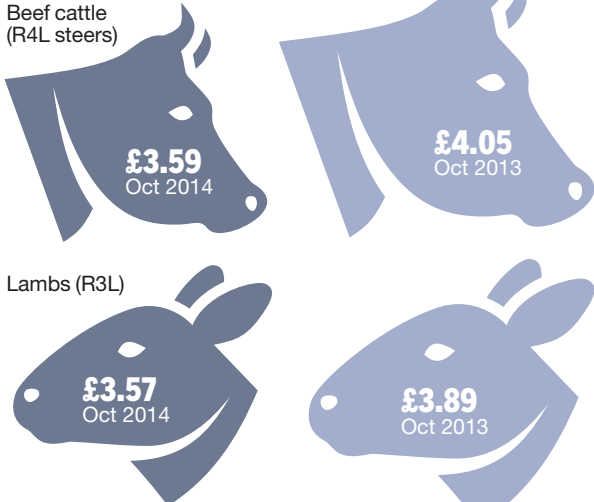 Beef cattle
(R4L steers)
£3.59
Oct 2014
£4.05
Oct 2013
Lambs (R3L)
£3.57
Oct 2014
£3.89
Oct 2013